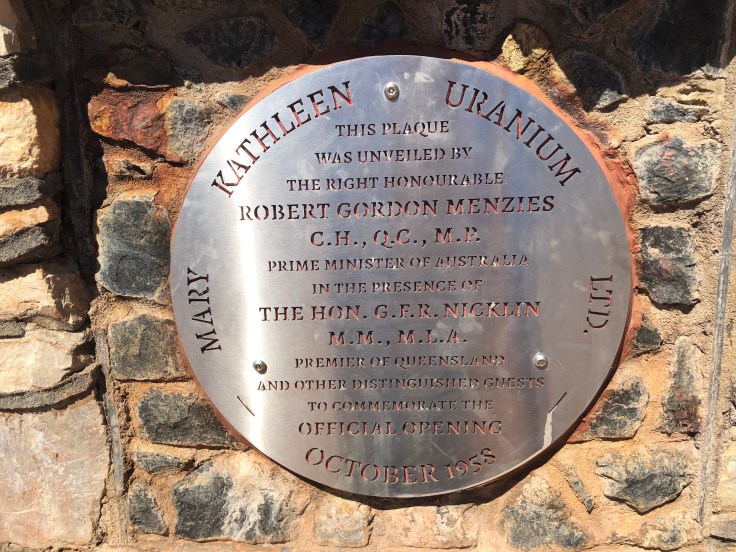 MARY KATHLEEN URANIUM LTD.
THIS PLAQUE
WAS UNVEILED BY
THE RIGHT HONOURABLE
ROBERT GORDON MENZIES
C.H., Q.C., M.P.
PRIME MINISTER OF AUSTRALIA
IN THE PRESENCE OF
THE HON. G.F.R. NICKLIN
M.M., M.L.A.
PREMIER OF QUEENSLAND
AND OTHER DISTINGUISHED GUESTS
TO COMMEMORATE THE
OFFICIAL OPENING
OCTOBER 1958